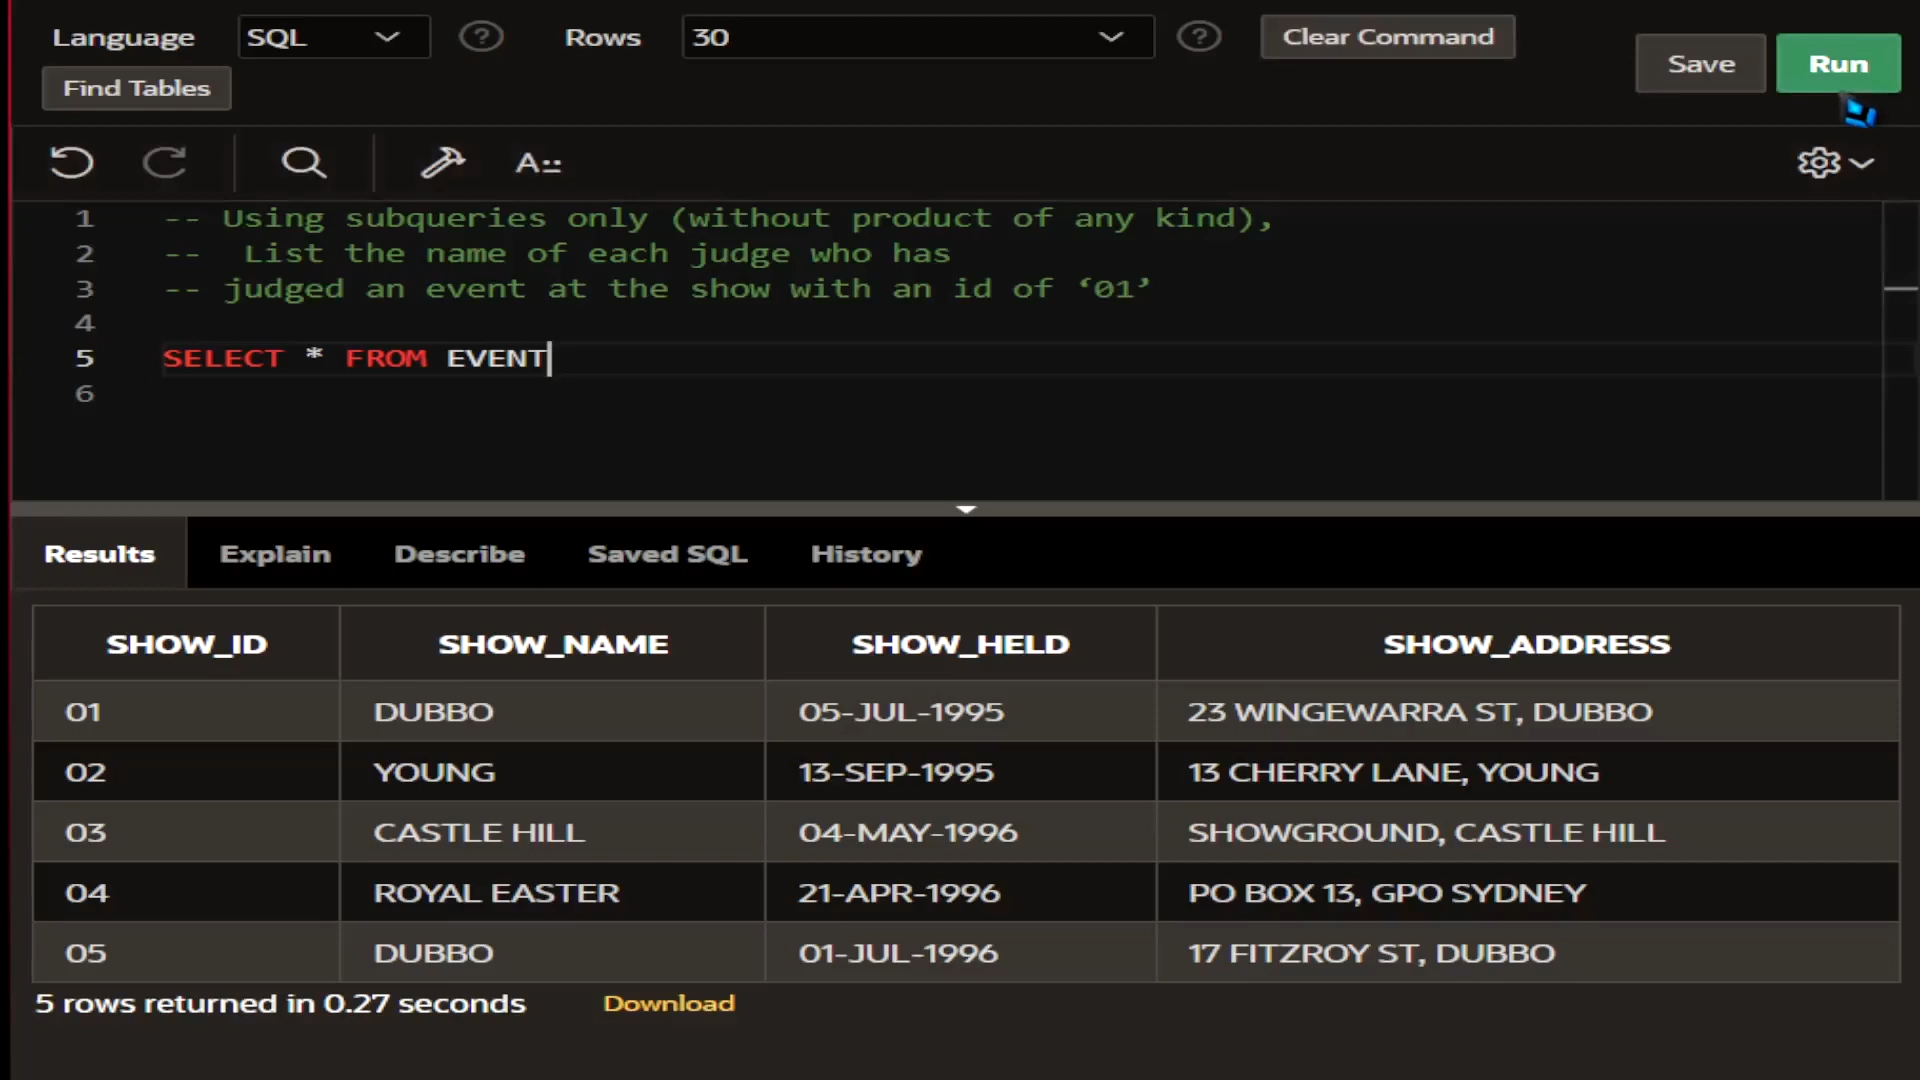 Language SQL ? Rows 30 ? Clear Command Save Run
Find Tables
A::
1 -- Using subqueries only (without product of any kind),
2 --  List the name of each judge who has
3 -- judged an event at the show with an id of ‘01’
4
5 SELECT * FROM EVENT
6
Results Explain Describe Saved SQL History
SHOW_ID SHOW_NAME SHOW_HELD SHOW_ADDRESS
01 DUBBO 05-JUL-1995 23 WINGEWARRA ST, DUBBO
02 YOUNG 13-SEP-1995 13 CHERRY LANE, YOUNG
03 CASTLE HILL 04-MAY-1996 SHOWGROUND, CASTLE HILL
04 ROYAL EASTER 21-APR-1996 PO BOX 13, GPO SYDNEY
05 DUBBO 01-JUL-1996 17 FITZROY ST, DUBBO
5 rows returned in 0.27 seconds Download